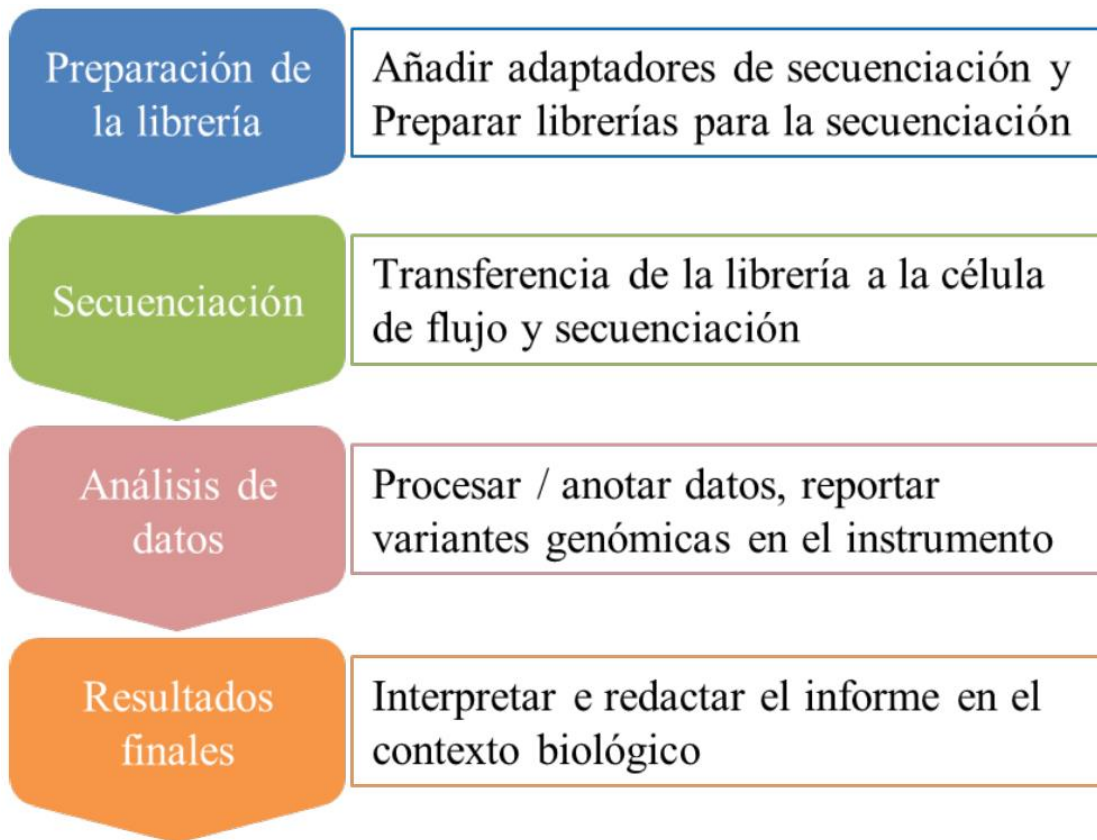 Preparación de
la librería
Añadir adaptadores de secuenciación y
Preparar librerías para la secuenciación
Secuenciación
Transferencia de la librería a la célula
de flujo y secuenciación
Análisis de
datos
Procesar / anotar datos, reportar
variantes genómicas en el instrumento
Resultados
finales
Interpretar e redactar el informe en el
contexto biológico